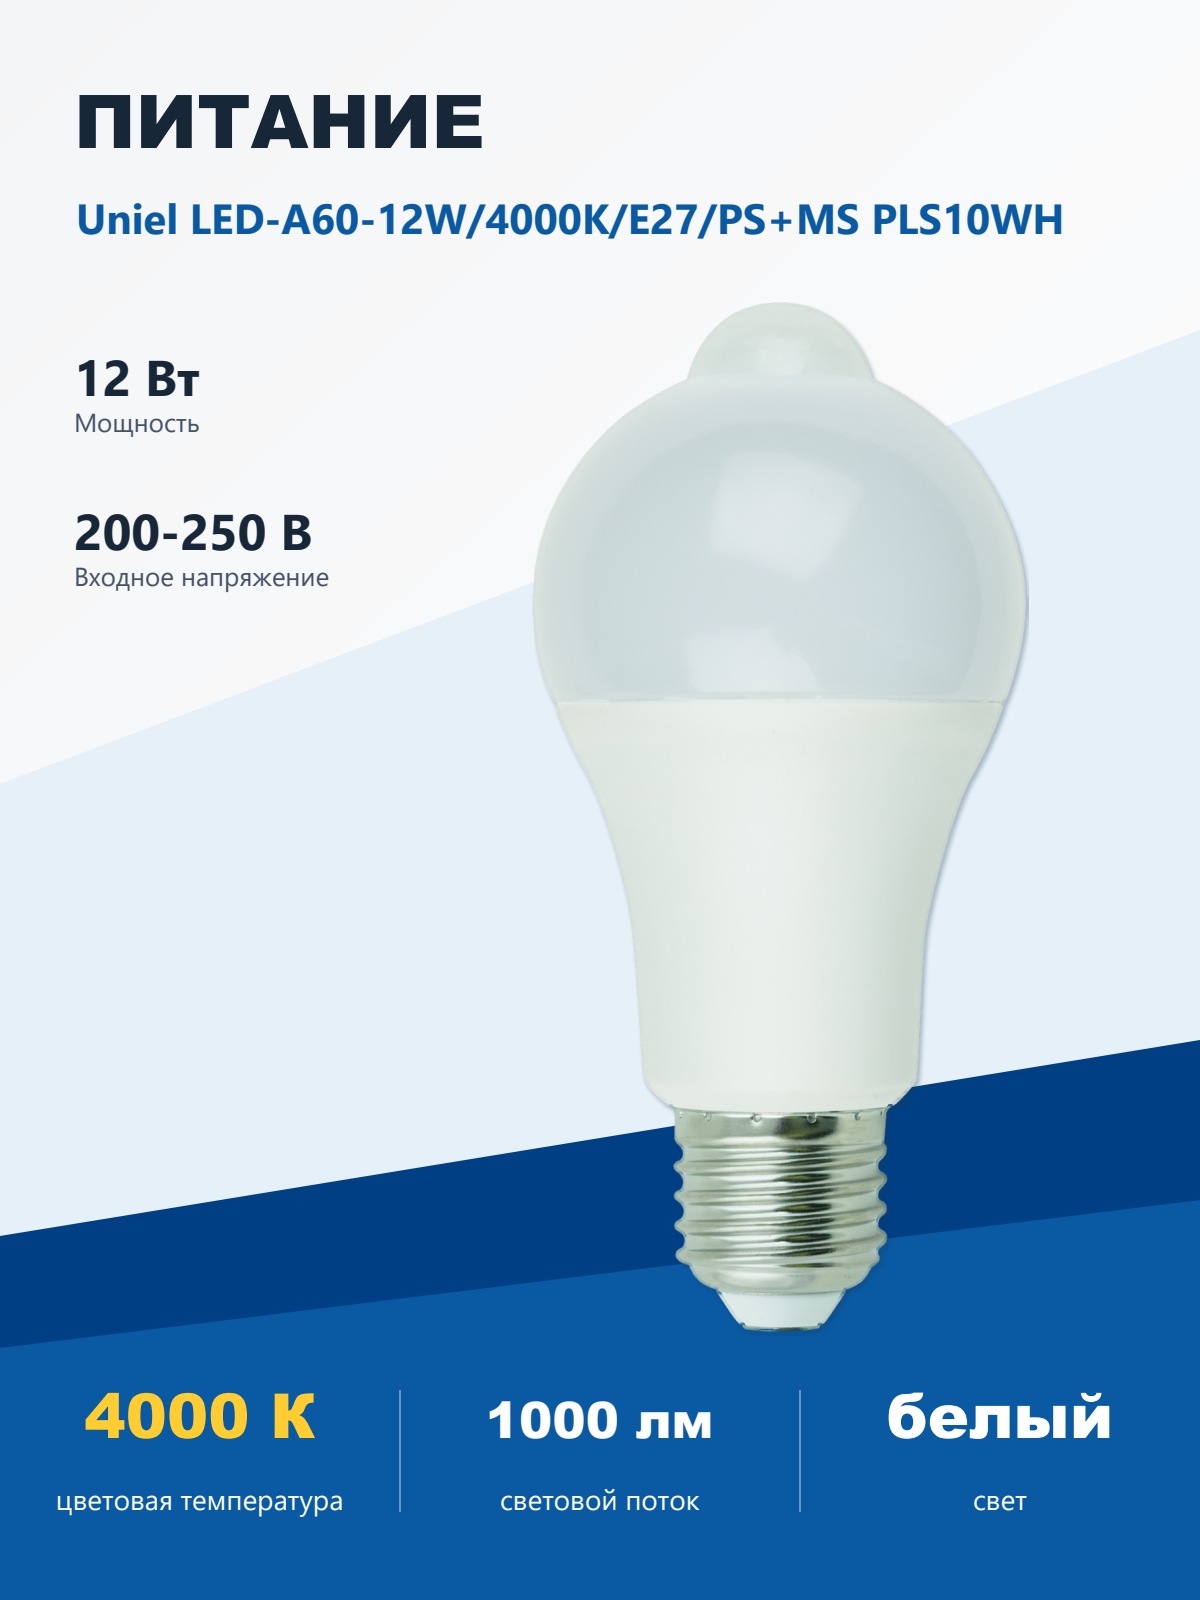 ПИТАНИЕ
Uniel LED-A60-12W/4000K/E27/PS+MS PLS10WH
12 Вт
Мощность
200-250 В
Входное напряжение
4000 К
цветовая температура
1000 лм
световой поток
белый
свет